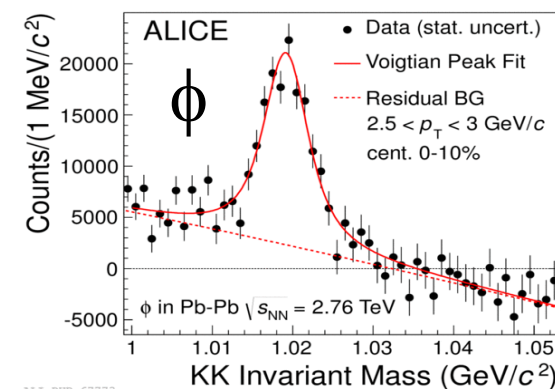 ALICE
ϕ
Data (stat. uncert.)
Voigtian Peak Fit
Residual BG
2.5 < pT < 3 GeV/c
cent. 0-10%
Counts/(1 MeV/c²)
20000
15000
10000
5000
0
-5000
ϕ in Pb-Pb √sNN = 2.76 TeV
1 1.01 1.02 1.03 1.04 1.05
KK Invariant Mass (GeV/c²)